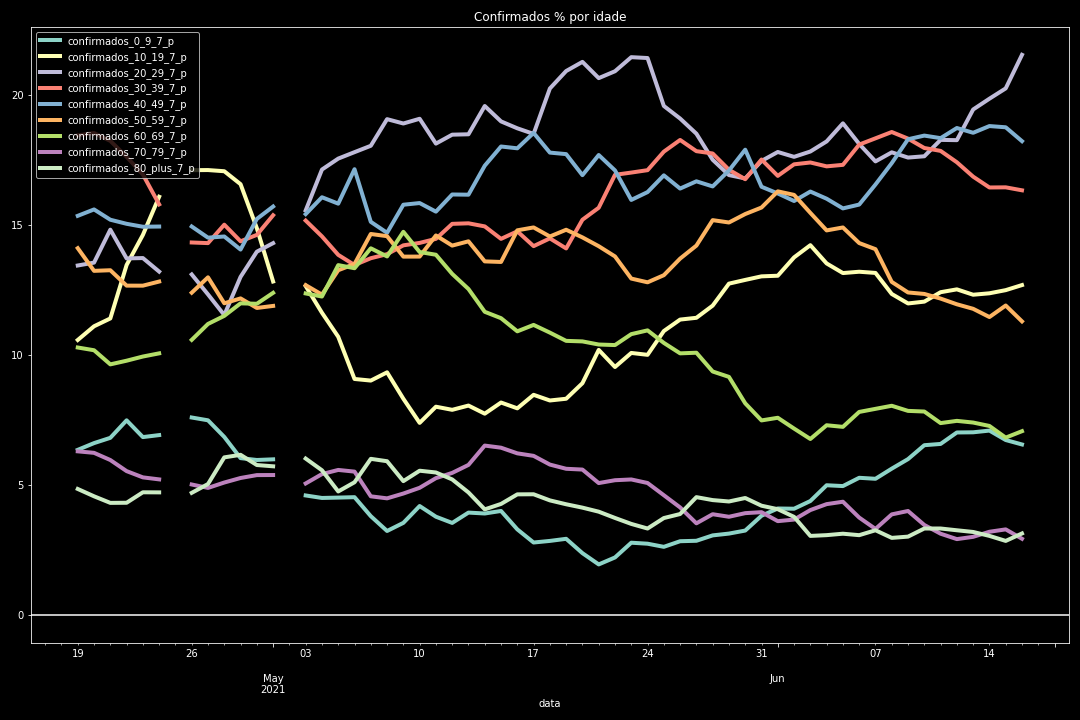 Confirmados % por idade
confirmados_0_9_7_p
confirmados_10_19_7_p
confirmados_20_29_7_p
confirmados_30_39_7_p
confirmados_40_49_7_p
confirmados_50_59_7_p
confirmados_60_69_7_p
confirmados_70_79_7_p
confirmados_80_plus_7_p
20
15
10
5
0
19 26 03 10 17 24 31 07 14
May Jun
2021
data